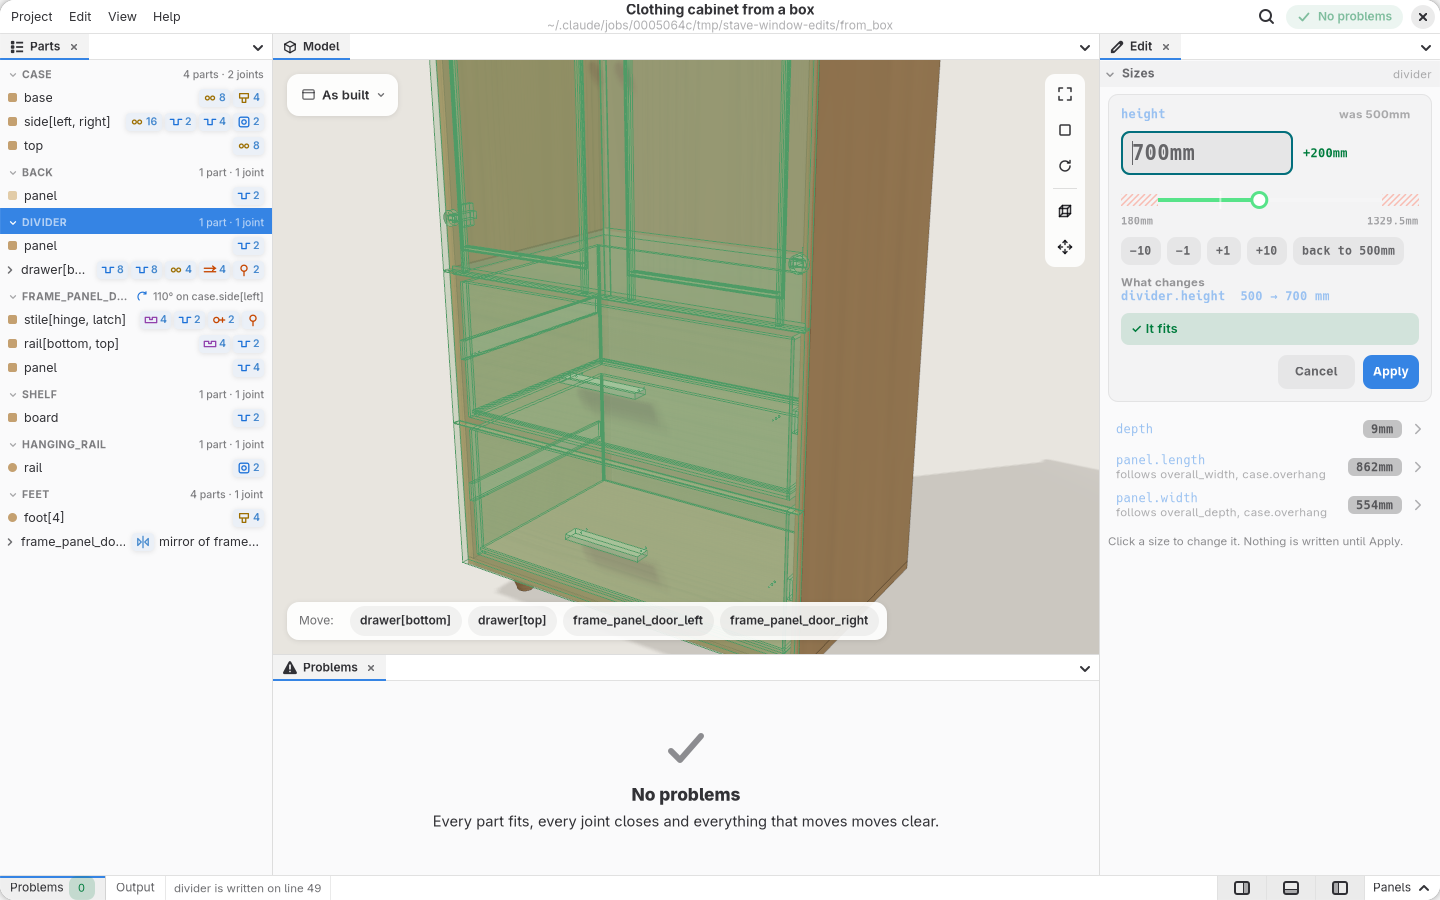 Project Edit View Help
Clothing cabinet from a box
~/.claude/jobs/0005064c/tmp/stave-window-edits/from_box
No problems
Parts
CASE 4 parts · 2 joints
base 8 4
side[left, right] 16 2 4 2
top 8
BACK 1 part · 1 joint
panel 2
DIVIDER 1 part · 1 joint
panel 2
drawer[b... 8 8 4 4 2
FRAME_PANEL_D... 110° on case.side[left]
stile[hinge, latch] 4 2 2
rail[bottom, top] 4 2
panel 4
SHELF 1 part · 1 joint
board 2
HANGING_RAIL 1 part · 1 joint
rail 2
FEET 4 parts · 1 joint
foot[4] 4
frame_panel_do... mirror of frame...
Model
As built
Move: drawer[bottom] drawer[top] frame_panel_door_left frame_panel_door_right
Problems
No problems
Every part fits, every joint closes and everything that moves moves clear.
Edit
Sizes divider
height was 500mm
700mm +200mm
180mm 1329.5mm
−10 −1 +1 +10 back to 500mm
What changes
divider.height 500 → 700 mm
✓ It fits
Cancel Apply
depth 9mm
panel.length 862mm
follows overall_width, case.overhang
panel.width 554mm
follows overall_depth, case.overhang
Click a size to change it. Nothing is written until Apply.
Problems 0 Output divider is written on line 49 Panels